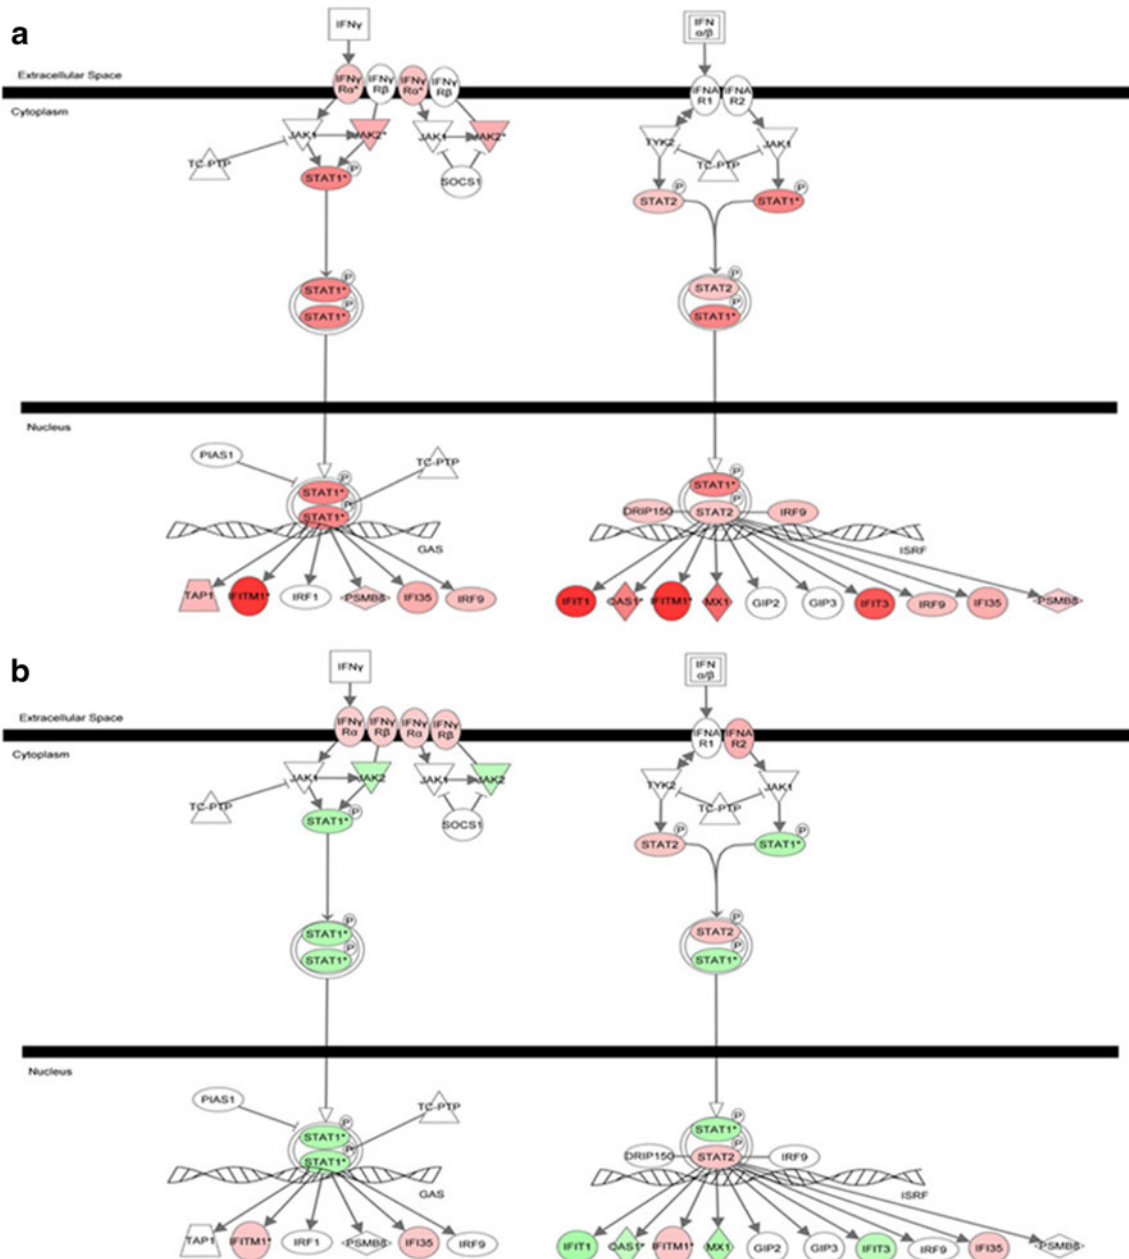 a
IFNγ
IFN
α/β
Extracellular Space
IFNγ
Rα*
IFNγ
Rβ
IFNγ
Rα*
IFNγ
Rβ
IFNA
R1
IFNA
R2
Cytoplasm
JAK1
JAK2*
JAK1
JAK2*
TYK2
JAK1
TC-PTP
TC-PTP
P
STAT1*
SOCS1
P
STAT2
P
STAT1*
P
STAT1*
P
STAT1*
P
STAT2
P
STAT1*
Nucleus
PIAS1
TC-PTP
P
STAT1*
P
STAT1*
P
STAT1*
P
STAT2
DRIP150
IRF9
GAS
ISRF
TAP1
IFITM1*
IRF1
PSMB8
IFI35
IRF9
IFIT1
OAS1*
IFITM1*
MX1
GIP2
GIP3
IFIT3
IRF9
IFI35
PSMB8
b
IFNγ
IFN
α/β
Extracellular Space
IFNγ
Rα
IFNγ
Rβ
IFNγ
Rα
IFNγ
Rβ
IFNA
R1
IFNA
R2
Cytoplasm
JAK1
JAK2
JAK1
JAK2
TYK2
JAK1
TC-PTP
TC-PTP
P
STAT1*
SOCS1
P
STAT2
P
STAT1*
P
STAT1*
P
STAT1*
P
STAT2
P
STAT1*
Nucleus
PIAS1
TC-PTP
P
STAT1*
P
STAT1*
P
STAT1*
P
STAT2
DRIP150
IRF9
GAS
ISRF
TAP1
IFITM1*
IRF1
PSMB8
IFI35
IRF9
IFIT1
OAS1*
IFITM1*
MX1
GIP2
GIP3
IFIT3
IRF9
IFI35
PSMB8